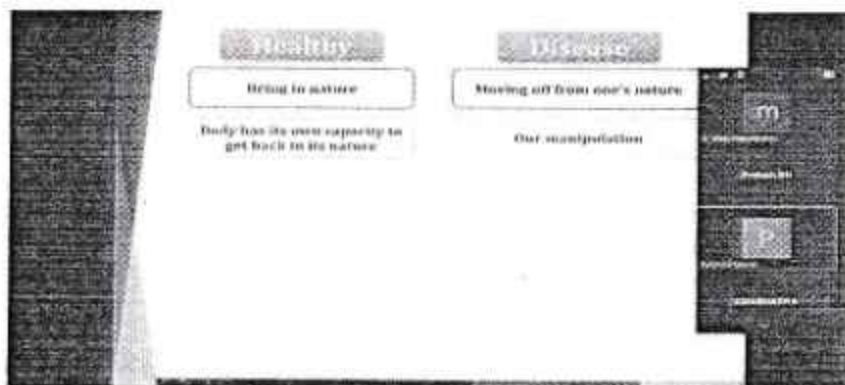 Healthy
Disease
Being in nature
Moving off from one's nature
Body has its own capacity to
get back in its nature
Our manipulation
m
P